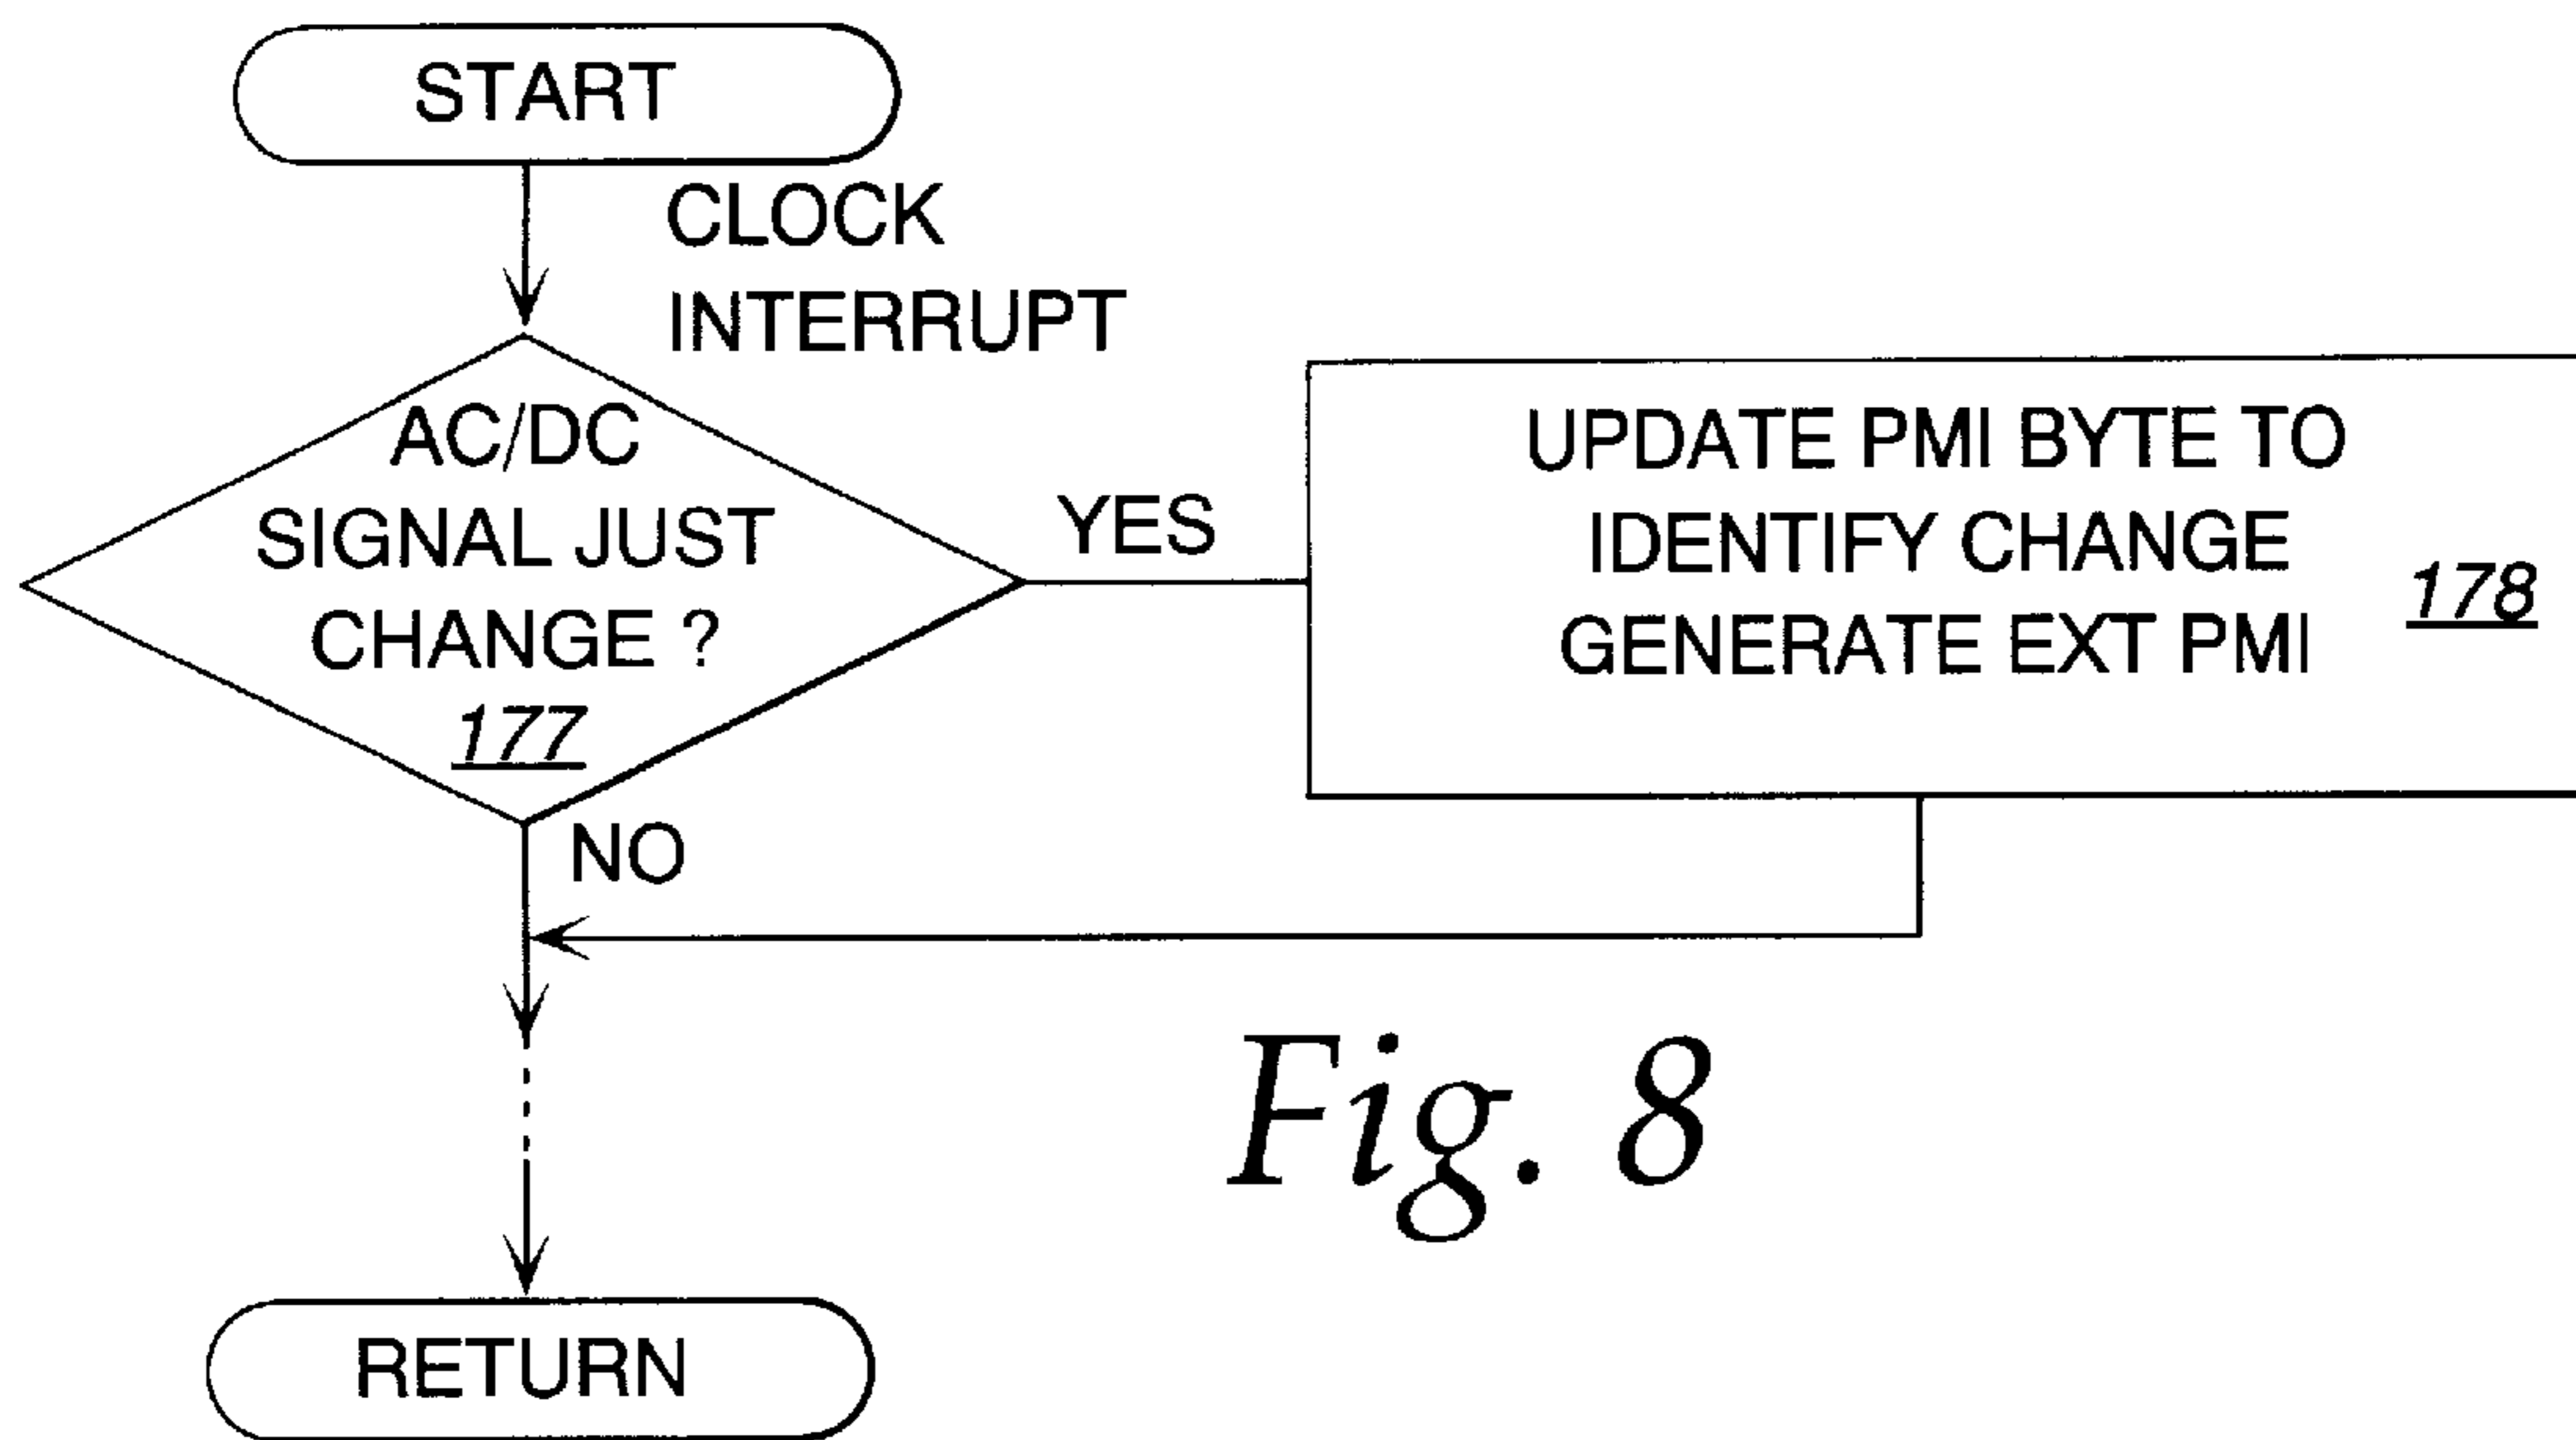 START
CLOCK
INTERRUPT
AC/DC
SIGNAL JUST
CHANGE ?
177
YES
UPDATE PMI BYTE TO
IDENTIFY CHANGE
GENERATE EXT PMI
178
NO
Fig. 8
RETURN